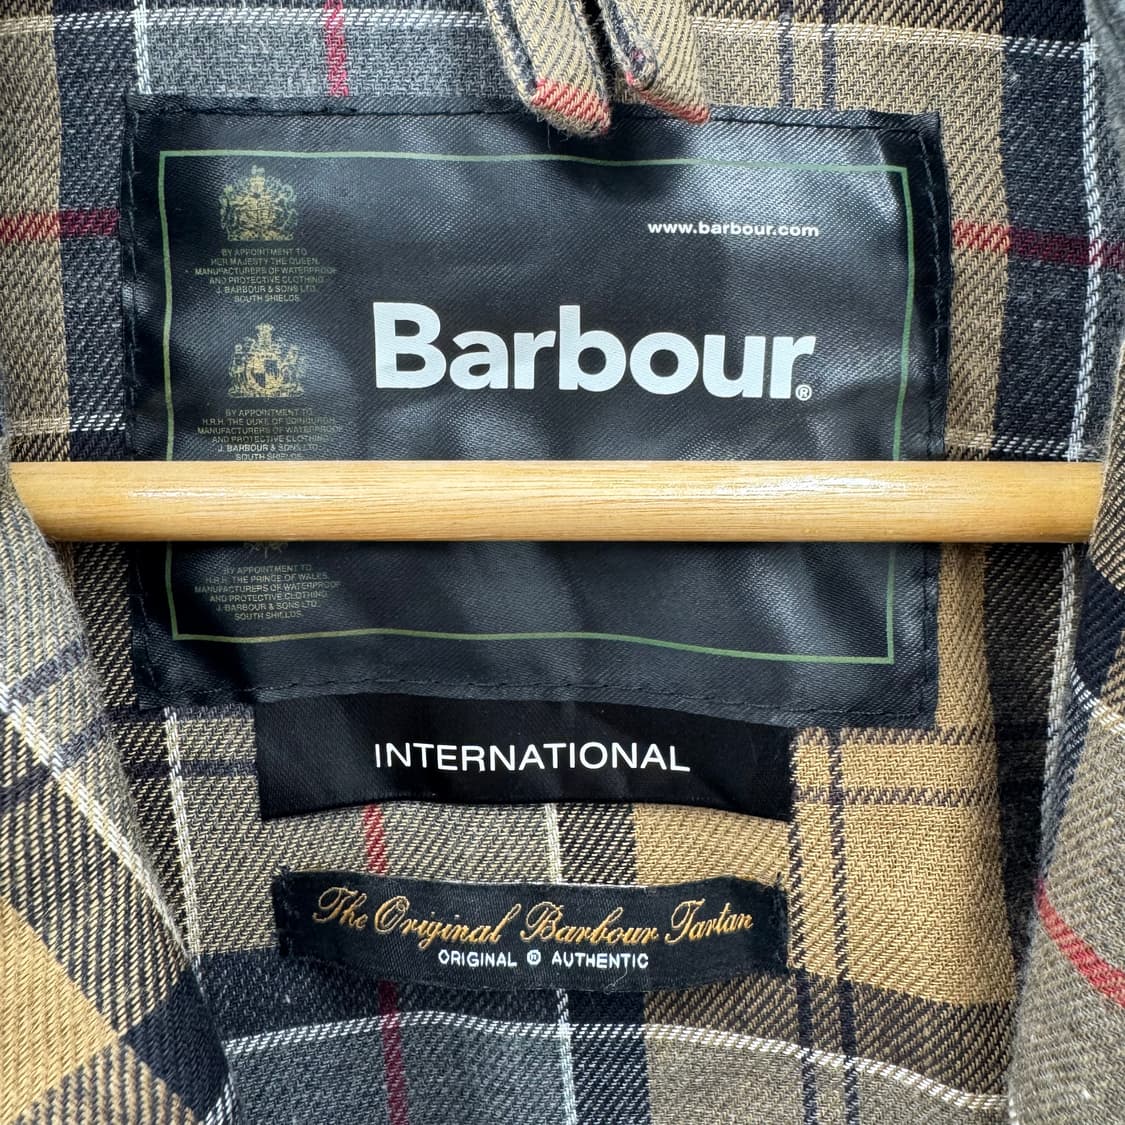 www.barbour.com
BY APPOINTMENT TO
HER MAJESTY THE QUEEN.
MANUFACTURERS OF WATERPROOF
AND PROTECTIVE CLOTHING
J. BARBOUR & SONS LTD.
SOUTH SHIELDS.
Barbour®
BY APPOINTMENT TO
H.R.H. THE DUKE OF EDINBURGH
MANUFACTURERS OF WATERPROOF
AND PROTECTIVE CLOTHING
J. BARBOUR & SONS LTD.
SOUTH SHIELDS.
BY APPOINTMENT TO
H.R.H. THE PRINCE OF WALES.
MANUFACTURERS OF WATERPROOF
AND PROTECTIVE CLOTHING
J. BARBOUR & SONS LTD.
SOUTH SHIELDS.
INTERNATIONAL
The Original Barbour Tartan
ORIGINAL ® AUTHENTIC